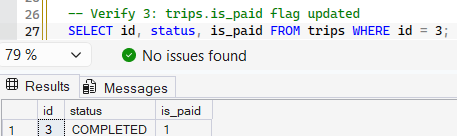 26 -- Verify 3: trips.is_paid flag updated
27 SELECT id, status, is_paid FROM trips WHERE id = 3;
79 % No issues found
Results Messages
id status is_paid
1 3 COMPLETED 1